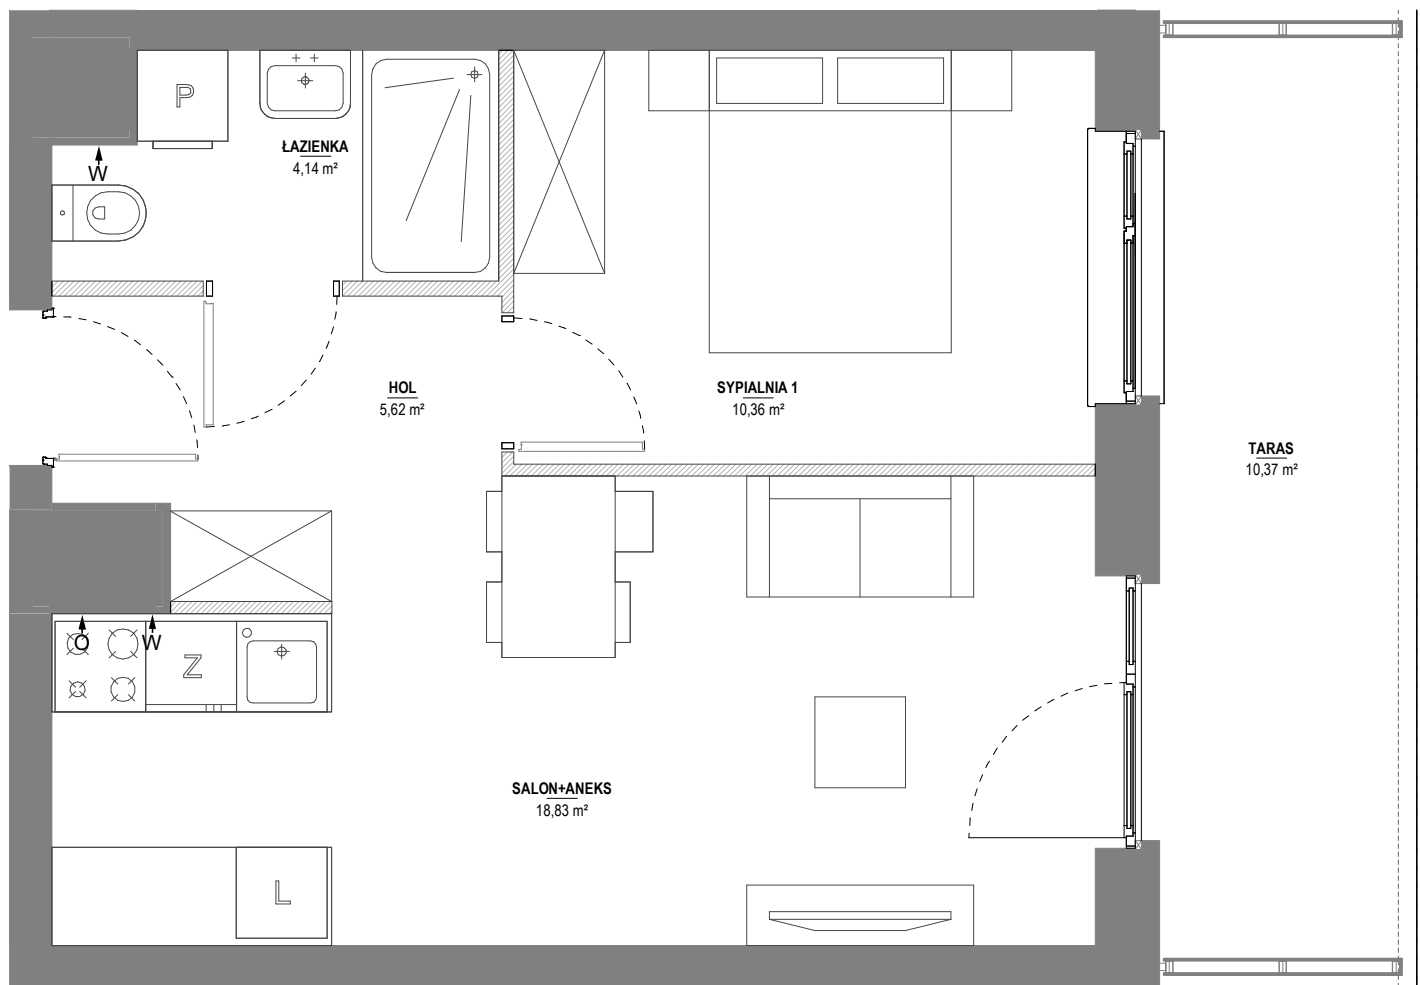 P
ŁAZIENKA
4,14 m²
W
HOL
5,62 m²
SYPIALNIA 1
10,36 m²
TARAS
10,37 m²
O
W
Z
SALON+ANEKS
18,83 m²
L